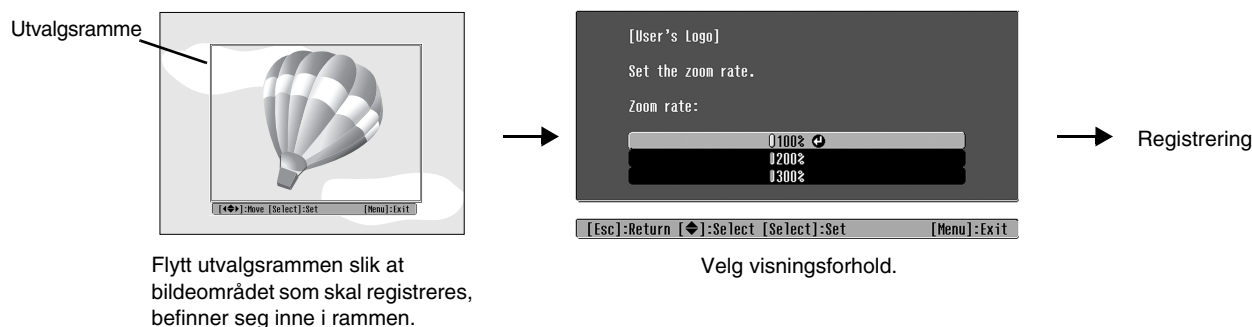 Utvalgsramme
[◄◆►]:Move [Select]:Set [Menu]:Exit
Flytt utvalgsrammen slik at
bildeområdet som skal registreres,
befinner seg inne i rammen.
[User's Logo]
Set the zoom rate.
Zoom rate:
100%
200%
300%
[Esc]:Return [◆]:Select [Select]:Set [Menu]:Exit
Velg visningsforhold.
Registrering